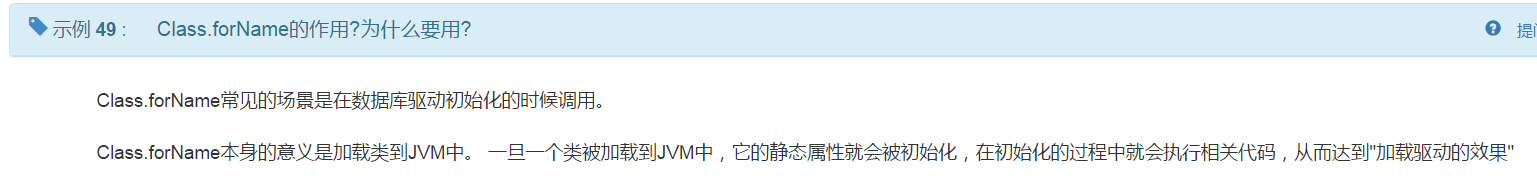 示例 49 : Class.forName的作用?为什么要用? 提问
Class.forName常见的场景是在数据库驱动初始化的时候调用。
Class.forName本身的意义是加载类到JVM中。 一旦一个类被加载到JVM中，它的静态属性就会被初始化，在初始化的过程中就会执行相关代码，从而达到"加载驱动的效果"